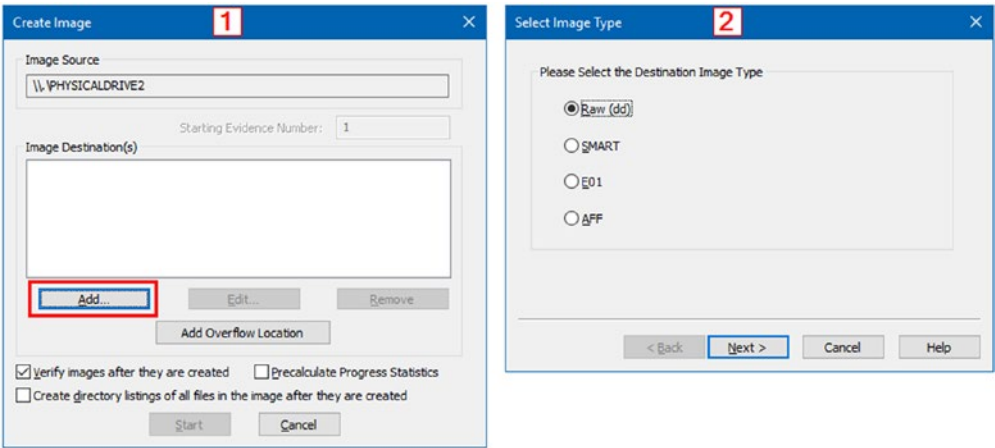 Create Image
1
Image Source
\\.\PHYSICALDRIVE2
Starting Evidence Number: 1
Image Destination(s)
Add...
Edit...
Remove
Add Overflow Location
Verify images after they are created
Precalculate Progress Statistics
Create directory listings of all files in the image after they are created
Start
Cancel
Select Image Type
2
Please Select the Destination Image Type
Raw (dd)
SMART
E01
AFF
< Back
Next >
Cancel
Help